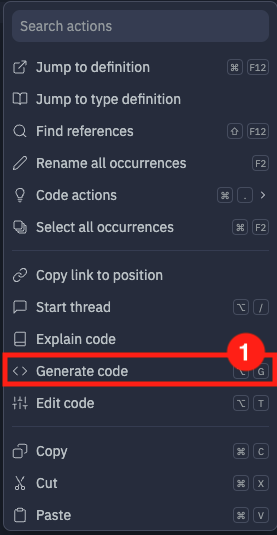 Search actions
Jump to definition ⌘ F12
Jump to type definition
Find references ⇧ F12
Rename all occurrences F2
Code actions ⌘ .
Select all occurrences ⌘ F2
Copy link to position
Start thread ⌥ /
Explain code
1
Generate code ⌥ G
Edit code ⌥ T
Copy ⌘ C
Cut ⌘ X
Paste ⌘ V